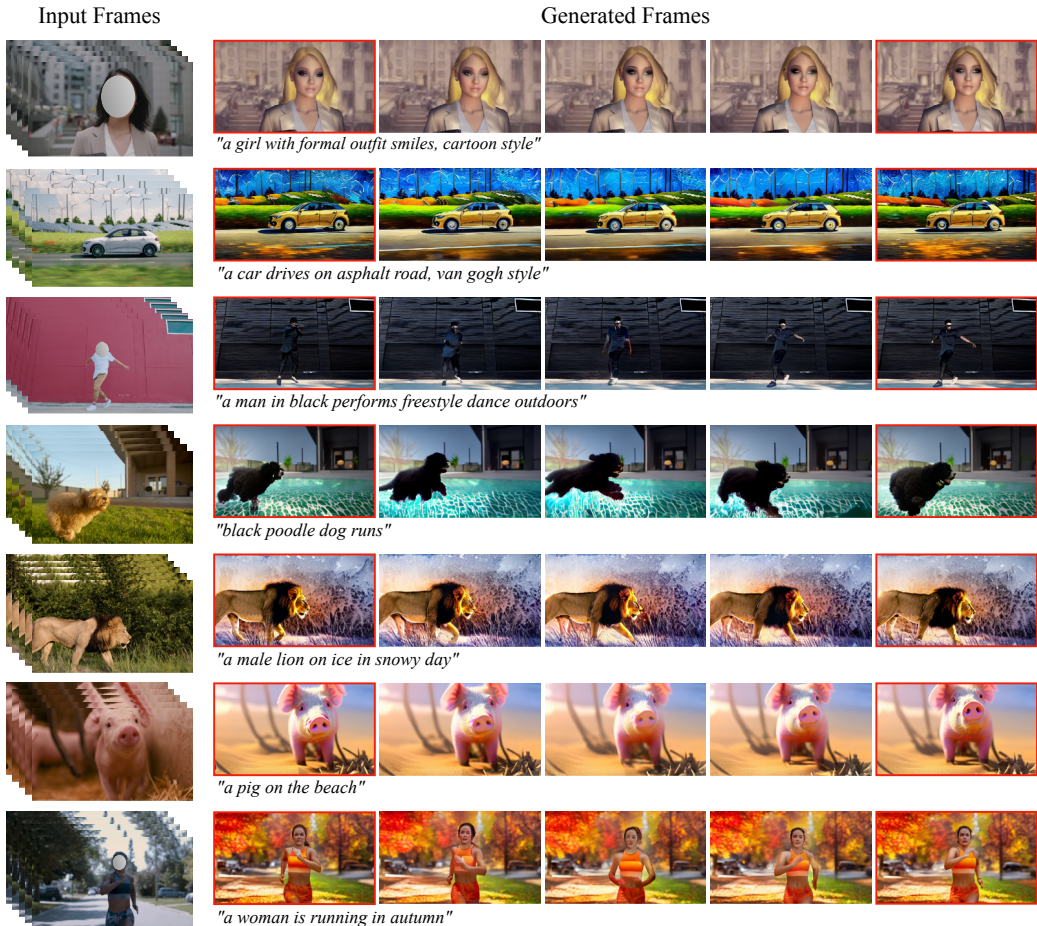 Input Frames
Generated Frames
"a girl with formal outfit smiles, cartoon style"
"a car drives on asphalt road, van gogh style"
"a man in black performs freestyle dance outdoors"
"black poodle dog runs"
"a male lion on ice in snowy day"
"a pig on the beach"
"a woman is running in autumn"